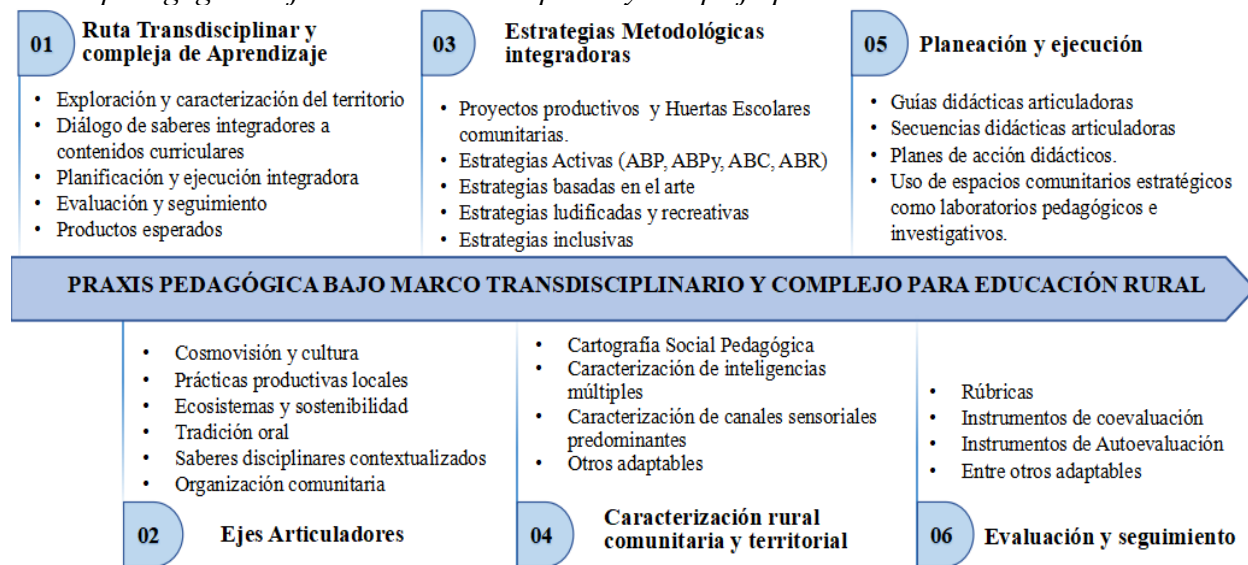 01
Ruta Transdisciplinar y
compleja de Aprendizaje
• Exploración y caracterización del territorio
• Diálogo de saberes integradores a
contenidos curriculares
• Planificación y ejecución integradora
• Evaluación y seguimiento
• Productos esperados
03
Estrategias Metodológicas
integradoras
• Proyectos productivos y Huertas Escolares
comunitarias.
• Estrategias Activas (ABP, ABPy, ABC, ABR)
• Estrategias basadas en el arte
• Estrategias ludificadas y recreativas
• Estrategias inclusivas
05
Planeación y ejecución
• Guías didácticas articuladoras
• Secuencias didácticas articuladoras
• Planes de acción didácticos.
• Uso de espacios comunitarios estratégicos
como laboratorios pedagógicos e
investigativos.
PRAXIS PEDAGÓGICA BAJO MARCO TRANSDISCIPLINARIO Y COMPLEJO PARA EDUCACIÓN RURAL
• Cosmovisión y cultura
• Prácticas productivas locales
• Ecosistemas y sostenibilidad
• Tradición oral
• Saberes disciplinares contextualizados
• Organización comunitaria
02
Ejes Articuladores
• Cartografía Social Pedagógica
• Caracterización de inteligencias
múltiples
• Caracterización de canales sensoriales
predominantes
• Otros adaptables
04
Caracterización rural
comunitaria y territorial
• Rúbricas
• Instrumentos de coevaluación
• Instrumentos de Autoevaluación
• Entre otros adaptables
06
Evaluación y seguimiento